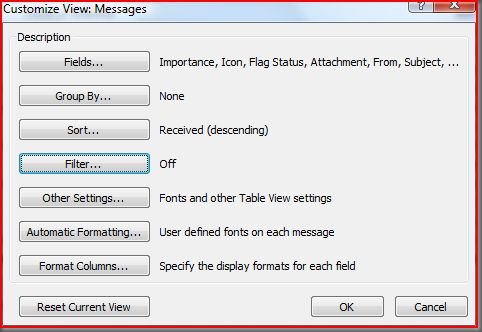 Customize View: Messages
? X
Description
Fields... Importance, Icon, Flag Status, Attachment, From, Subject, ...
Group By... None
Sort... Received (descending)
Filter... Off
Other Settings... Fonts and other Table View settings
Automatic Formatting... User defined fonts on each message
Format Columns... Specify the display formats for each field
Reset Current View OK Cancel